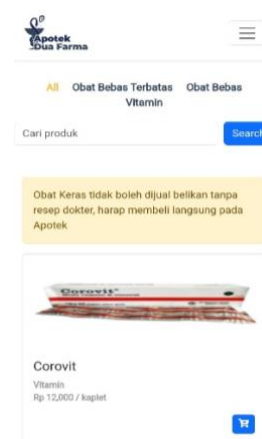 Apotek
Dua Farma
All Obat Bebas Terbatas Obat Bebas
Vitamin
Cari produk
Search
Obat Keras tidak boleh dijual belikan tanpa
resep dokter, harap membeli langsung pada
Apotek
Corovit
Corovit
Vitamin
Rp 12,000 / kaplet